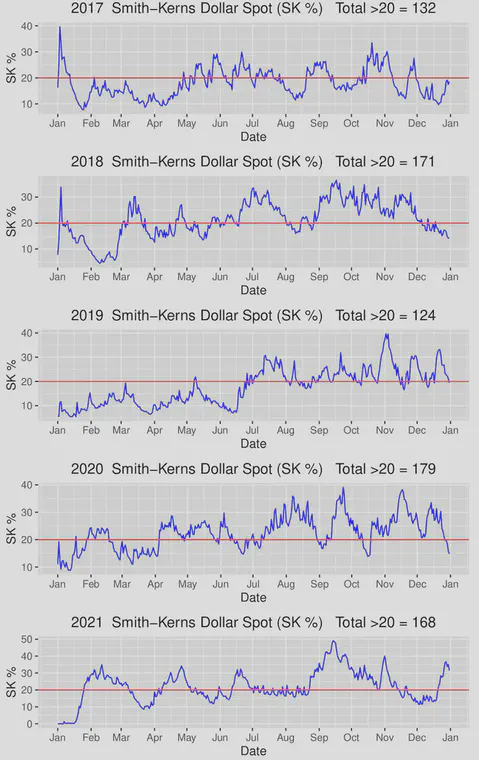 2017 Smith−Kerns Dollar Spot (SK %) Total >20 = 132
40
30
20
10
SK %
Jan Feb Mar Apr May Jun Jul Aug Sep Oct Nov Dec Jan
Date
2018 Smith−Kerns Dollar Spot (SK %) Total >20 = 171
30
20
10
SK %
Jan Feb Mar Apr May Jun Jul Aug Sep Oct Nov Dec Jan
Date
2019 Smith−Kerns Dollar Spot (SK %) Total >20 = 124
40
30
20
10
SK %
Jan Feb Mar Apr May Jun Jul Aug Sep Oct Nov Dec Jan
Date
2020 Smith−Kerns Dollar Spot (SK %) Total >20 = 179
40
30
20
10
SK %
Jan Feb Mar Apr May Jun Jul Aug Sep Oct Nov Dec Jan
Date
2021 Smith−Kerns Dollar Spot (SK %) Total >20 = 168
50
40
30
20
10
0
SK %
Jan Feb Mar Apr May Jun Jul Aug Sep Oct Nov Dec Jan
Date